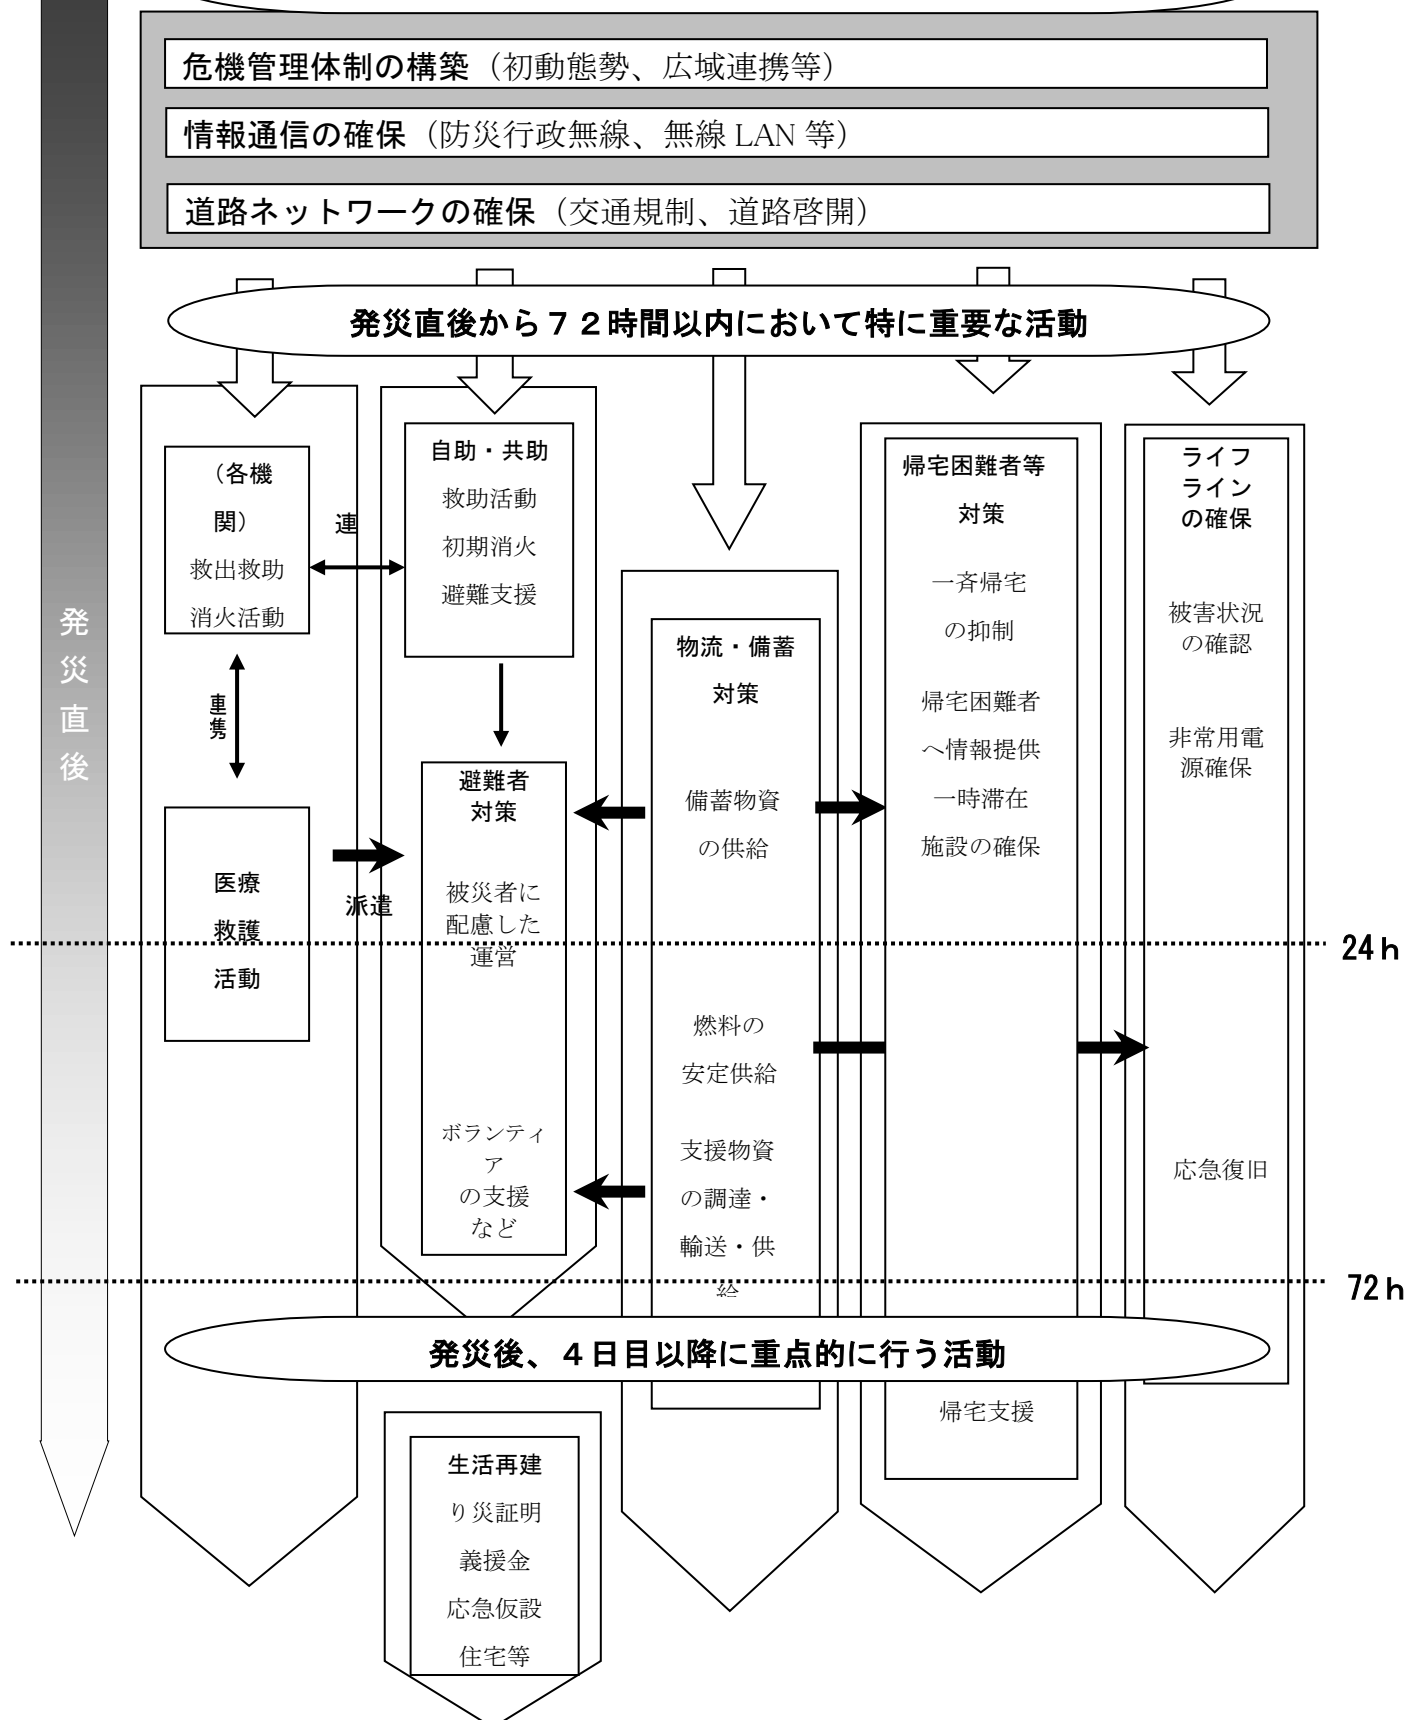 危機管理体制の構築（初動態勢、広域連携等）
情報通信の確保（防災行政無線、無線 LAN 等）
道路ネットワークの確保（交通規制、道路啓開）
発災直後から７２時間以内において特に重要な活動
発
災
直
後
（各機
関）
救出救助
消火活動
連
連
携
医療
救護
活動
派遣
自助・共助
救助活動
初期消火
避難支援
避難者
対策
被災者に
配慮した
運営
ボランティ
ア
の支援
など
物流・備蓄
対策
備蓄物資
の供給
燃料の
安定供給
支援物資
の調達・
輸送・供
給
帰宅困難者等
対策
一斉帰宅
の抑制
帰宅困難者
へ情報提供
一時滞在
施設の確保
ライフ
ライン
の確保
被害状況
の確認
非常用電
源確保
24ｈ
応急復旧
72ｈ
発災後、４日目以降に重点的に行う活動
帰宅支援
生活再建
り災証明
義援金
応急仮設
住宅等